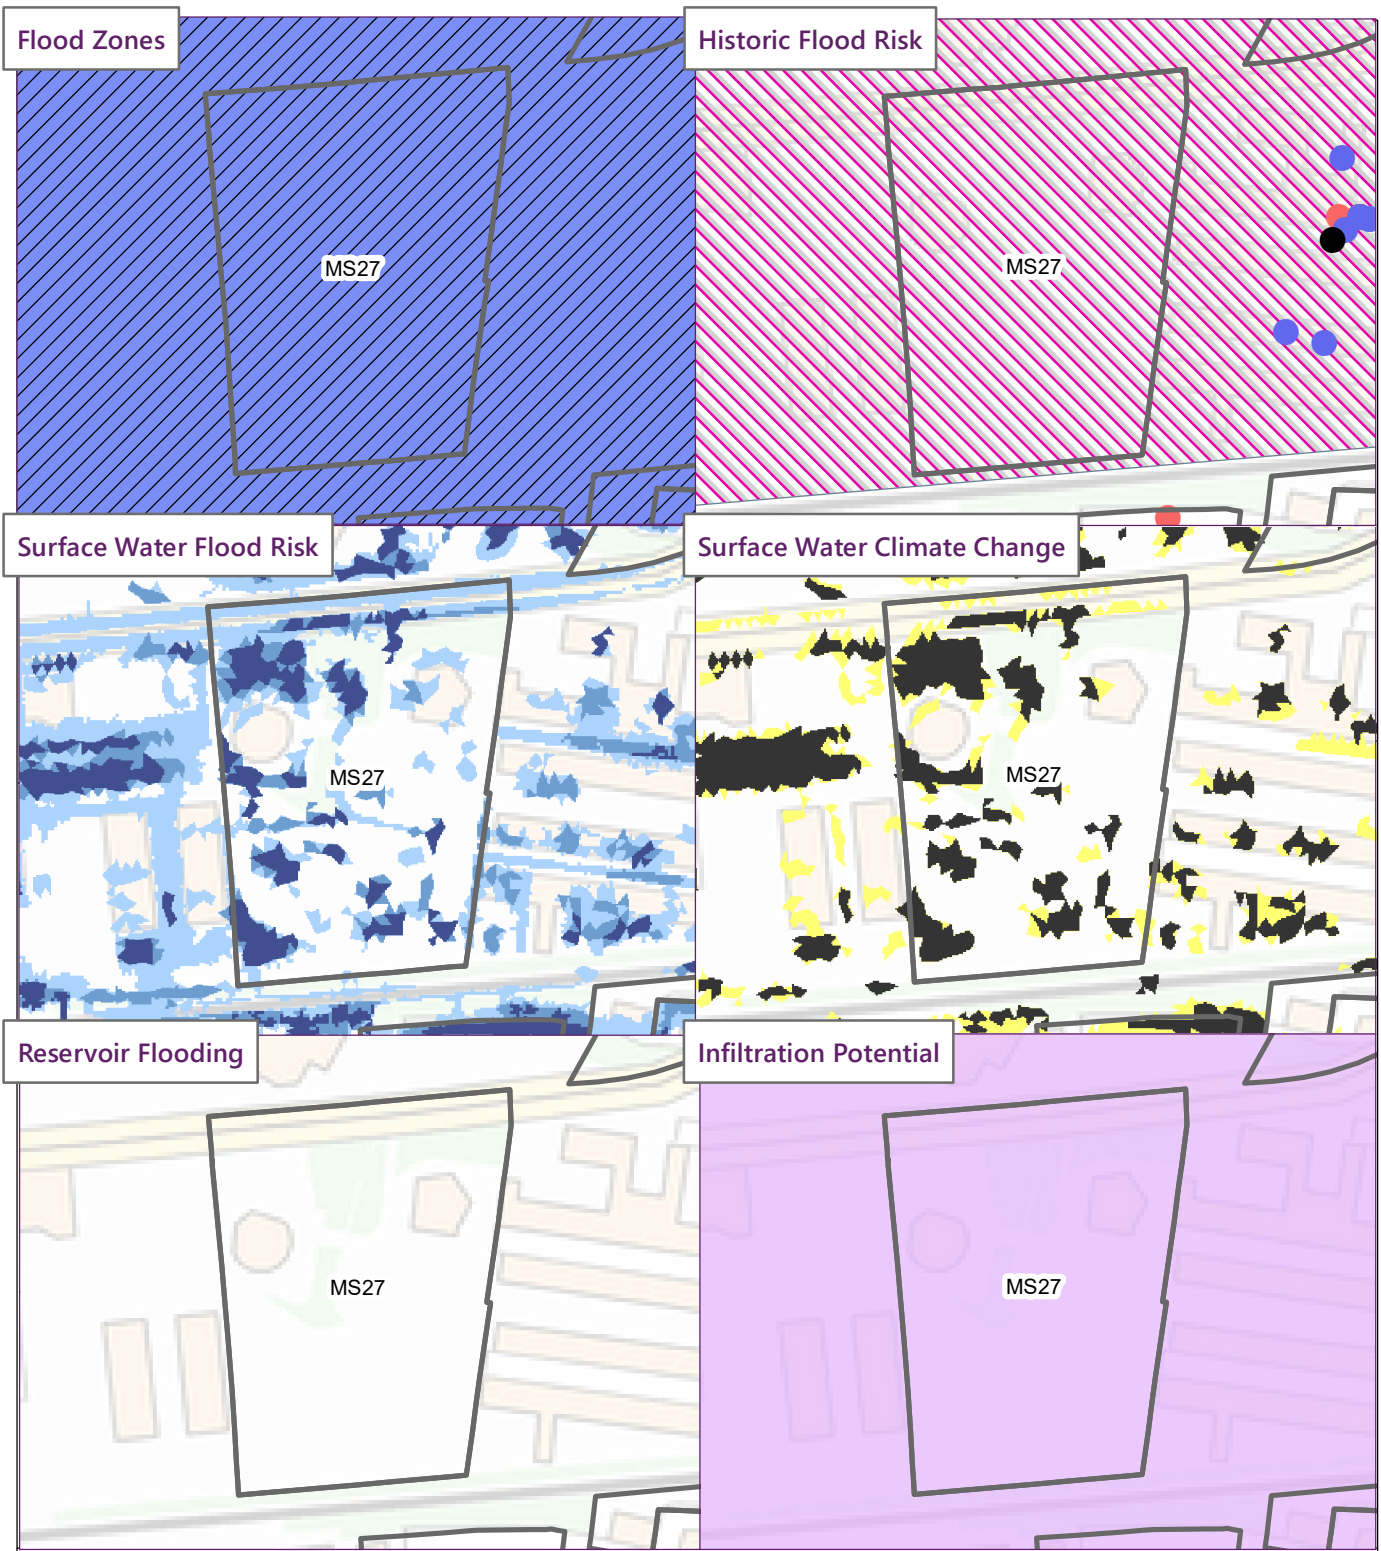 Flood Zones
Historic Flood Risk
MS27
MS27
Surface Water Flood Risk
Surface Water Climate Change
MS27
MS27
Reservoir Flooding
Infiltration Potential
MS27
MS27